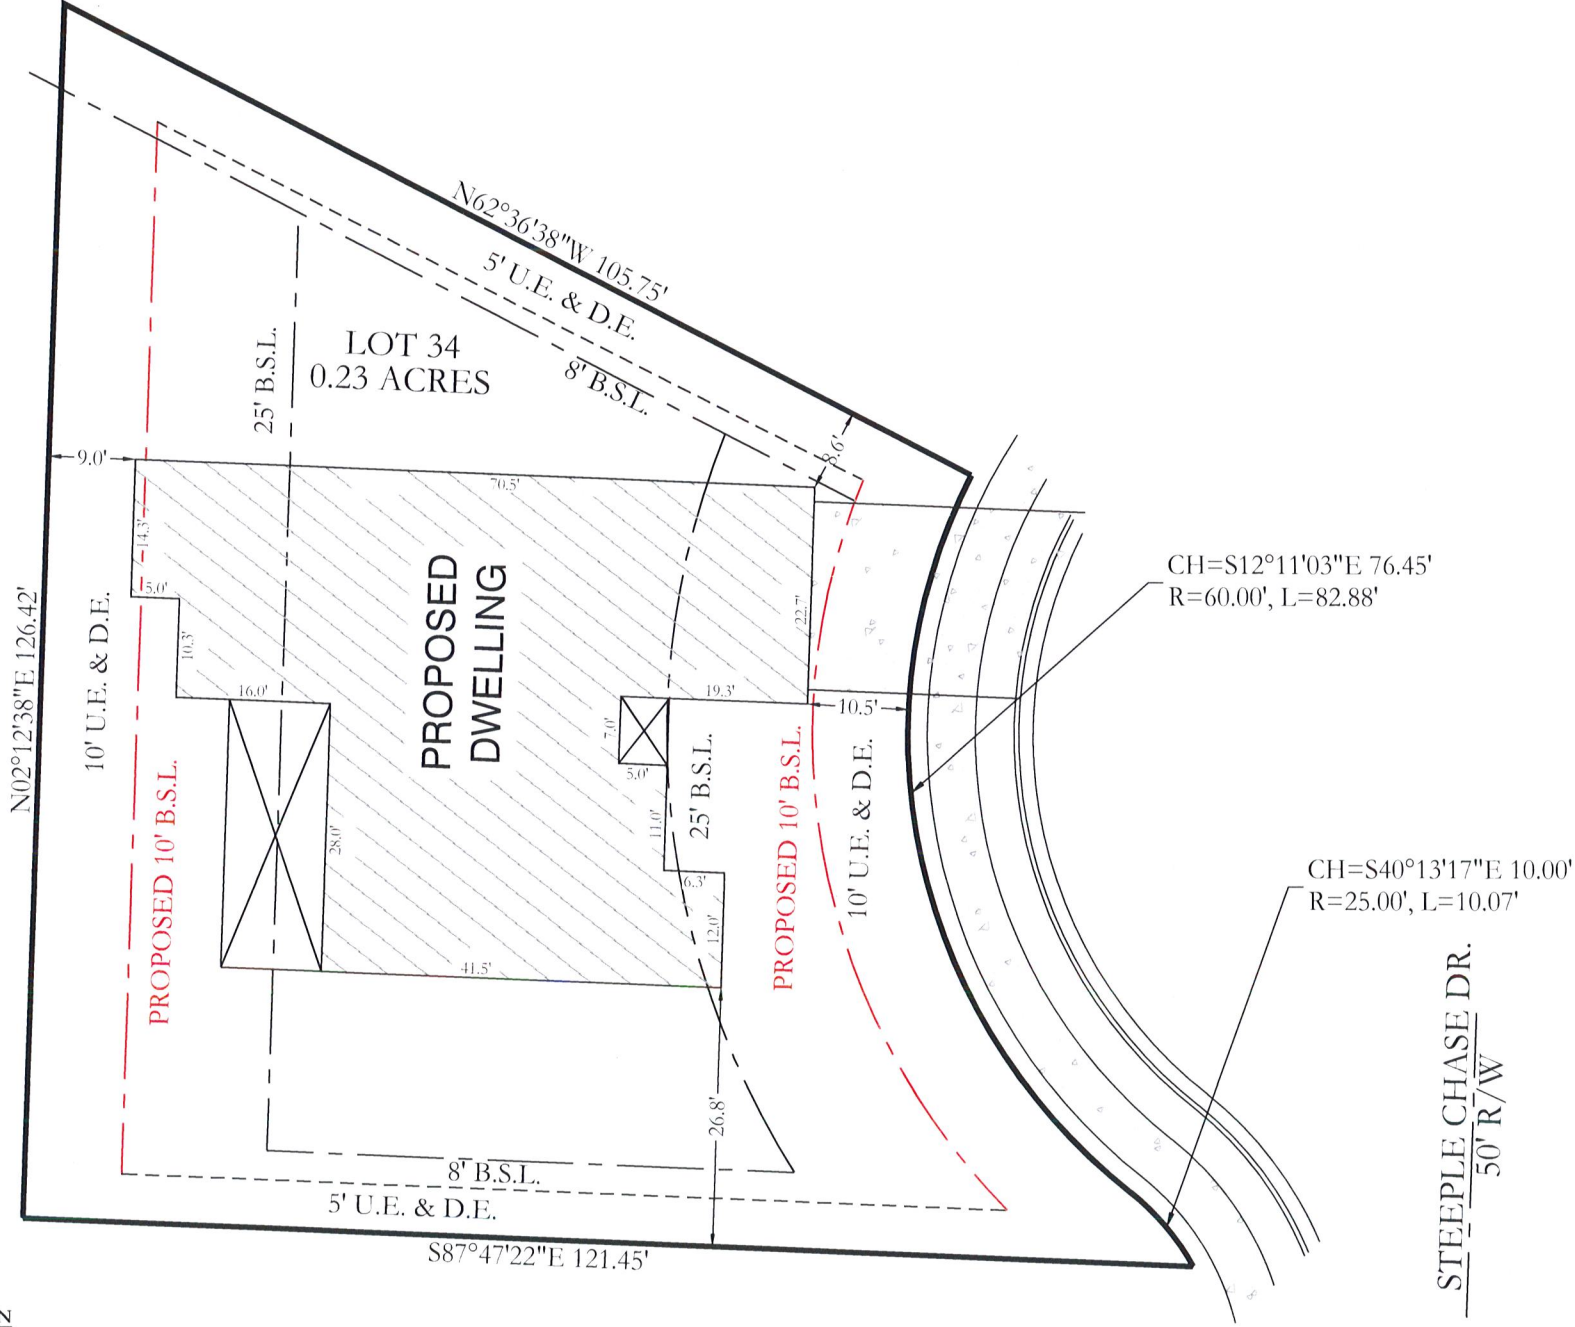 N62°36'38"W 105.75'
5' U.E. & D.E.
8' B.S.L.
LOT 34
0.23 ACRES
25' B.S.L.
9.0'
8.6'
70.5'
14.3'
5.0'
10.3'
16.0'
22.7'
19.3'
10.5'
7.0'
5.0'
11.0'
6.3'
12.0'
28.0'
41.5'
26.8'
PROPOSED
DWELLING
N02°12'38"E 126.42'
10' U.E. & D.E.
PROPOSED 10' B.S.L.
25' B.S.L.
PROPOSED 10' B.S.L.
10' U.E. & D.E.
CH=S12°11'03"E 76.45'
R=60.00', L=82.88'
CH=S40°13'17"E 10.00'
R=25.00', L=10.07'
8' B.S.L.
5' U.E. & D.E.
S87°47'22"E 121.45'
STEEPLE CHASE DR.
50' R/W